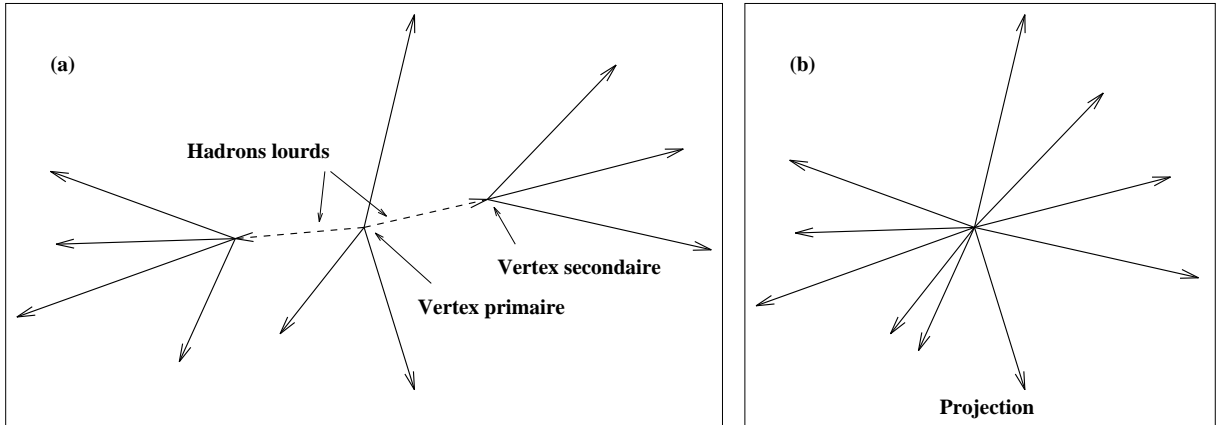 (a)
Hadrons lourds
Vertex secondaire
Vertex primaire
(b)
Projection